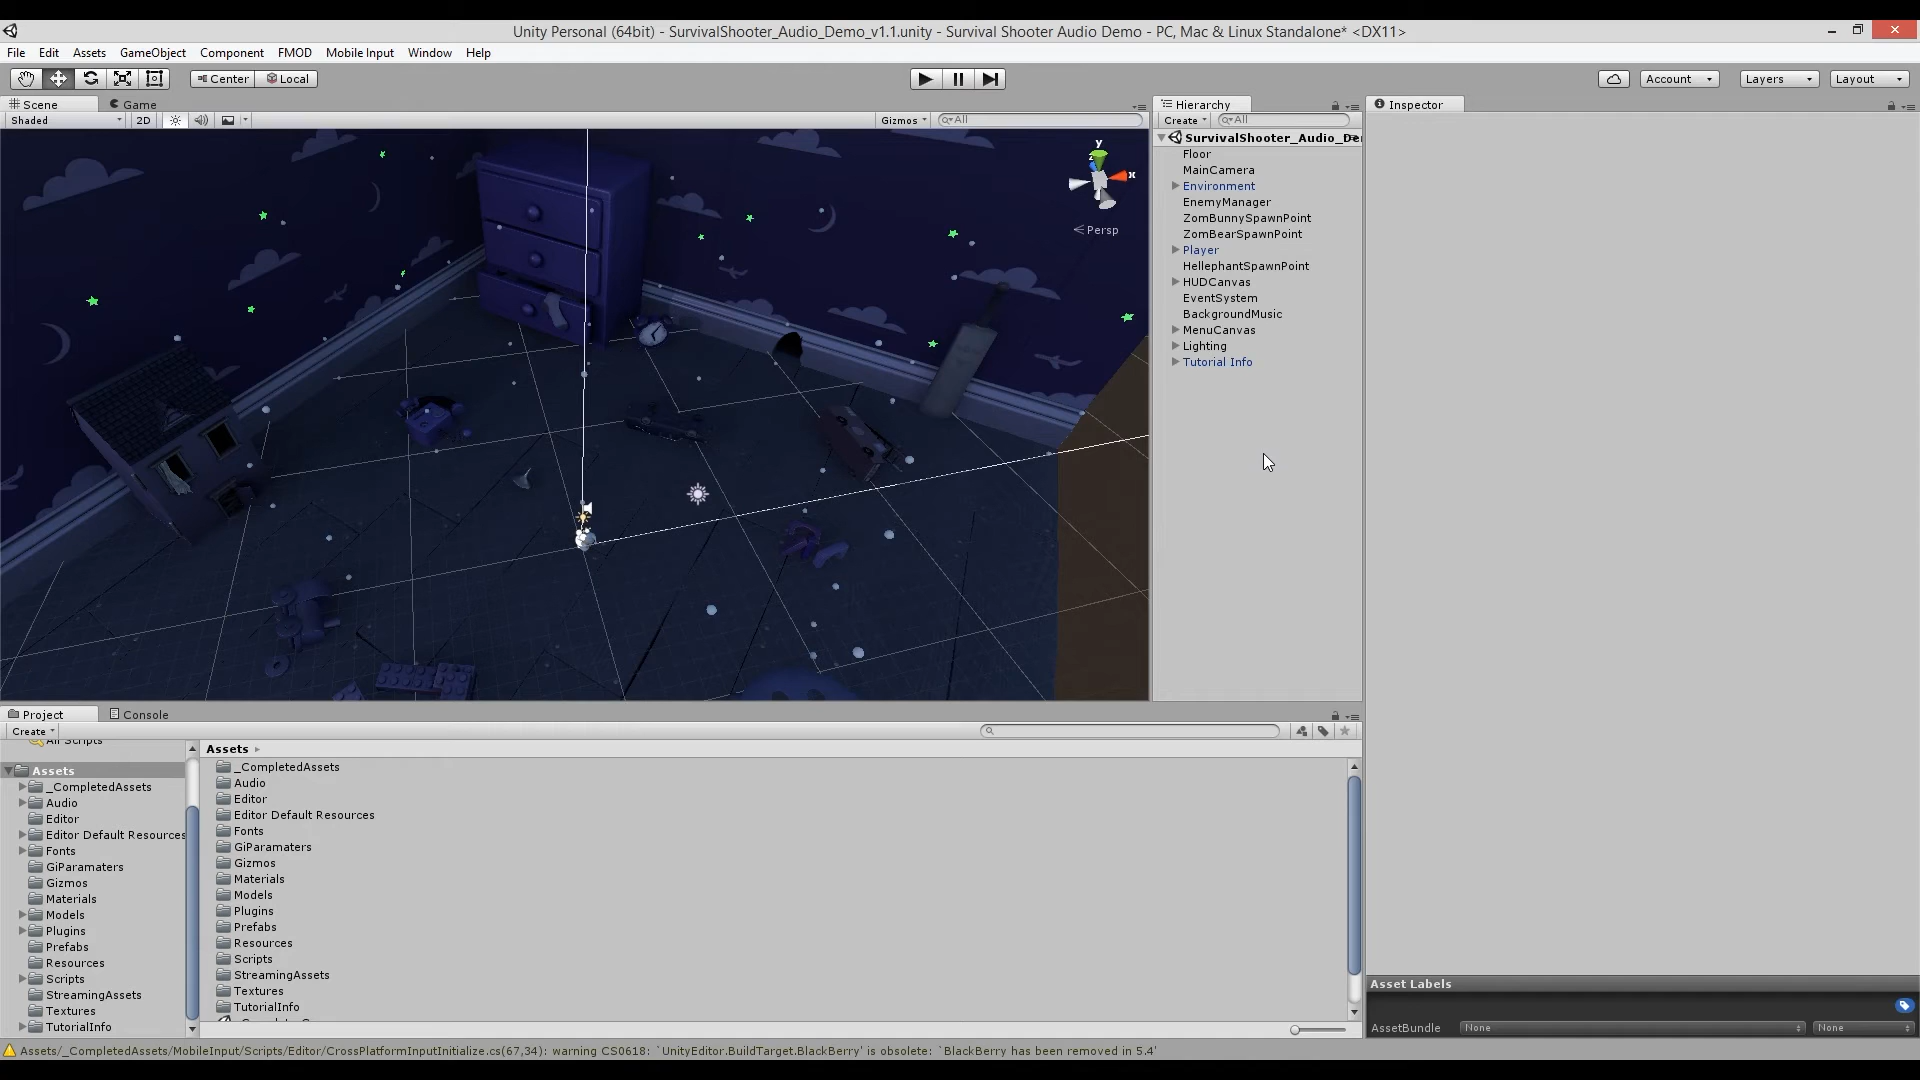 Unity Personal (64bit) - SurvivalShooter_Audio_Demo_v1.1.unity - Survival Shooter Audio Demo - PC, Mac & Linux Standalone* <DX11>
File Edit Assets GameObject Component FMOD Mobile Input Window Help
Center Local Account Layers Layout
Scene Game
Shaded 2D Gizmos All
y
x
z
Persp
Hierarchy
Create All
SurvivalShooter_Audio_De
Floor
MainCamera
Environment
EnemyManager
ZomBunnySpawnPoint
ZomBearSpawnPoint
Player
HellephantSpawnPoint
HUDCanvas
EventSystem
BackgroundMusic
MenuCanvas
Lighting
Tutorial Info
Inspector
Project Console
Create
All Scripts
Assets
_CompletedAssets
Audio
Editor
Editor Default Resources
Fonts
GiParamaters
Gizmos
Materials
Models
Plugins
Prefabs
Resources
Scripts
StreamingAssets
Textures
TutorialInfo
Assets
_CompletedAssets
Audio
Editor
Editor Default Resources
Fonts
GiParamaters
Gizmos
Materials
Models
Plugins
Prefabs
Resources
Scripts
StreamingAssets
Textures
TutorialInfo
Asset Labels
AssetBundle None None
Assets/_CompletedAssets/MobileInput/Scripts/Editor/CrossPlatformInputInitialize.cs(67,34): warning CS0618: `UnityEditor.BuildTarget.BlackBerry' is obsolete: `BlackBerry has been removed in 5.4'